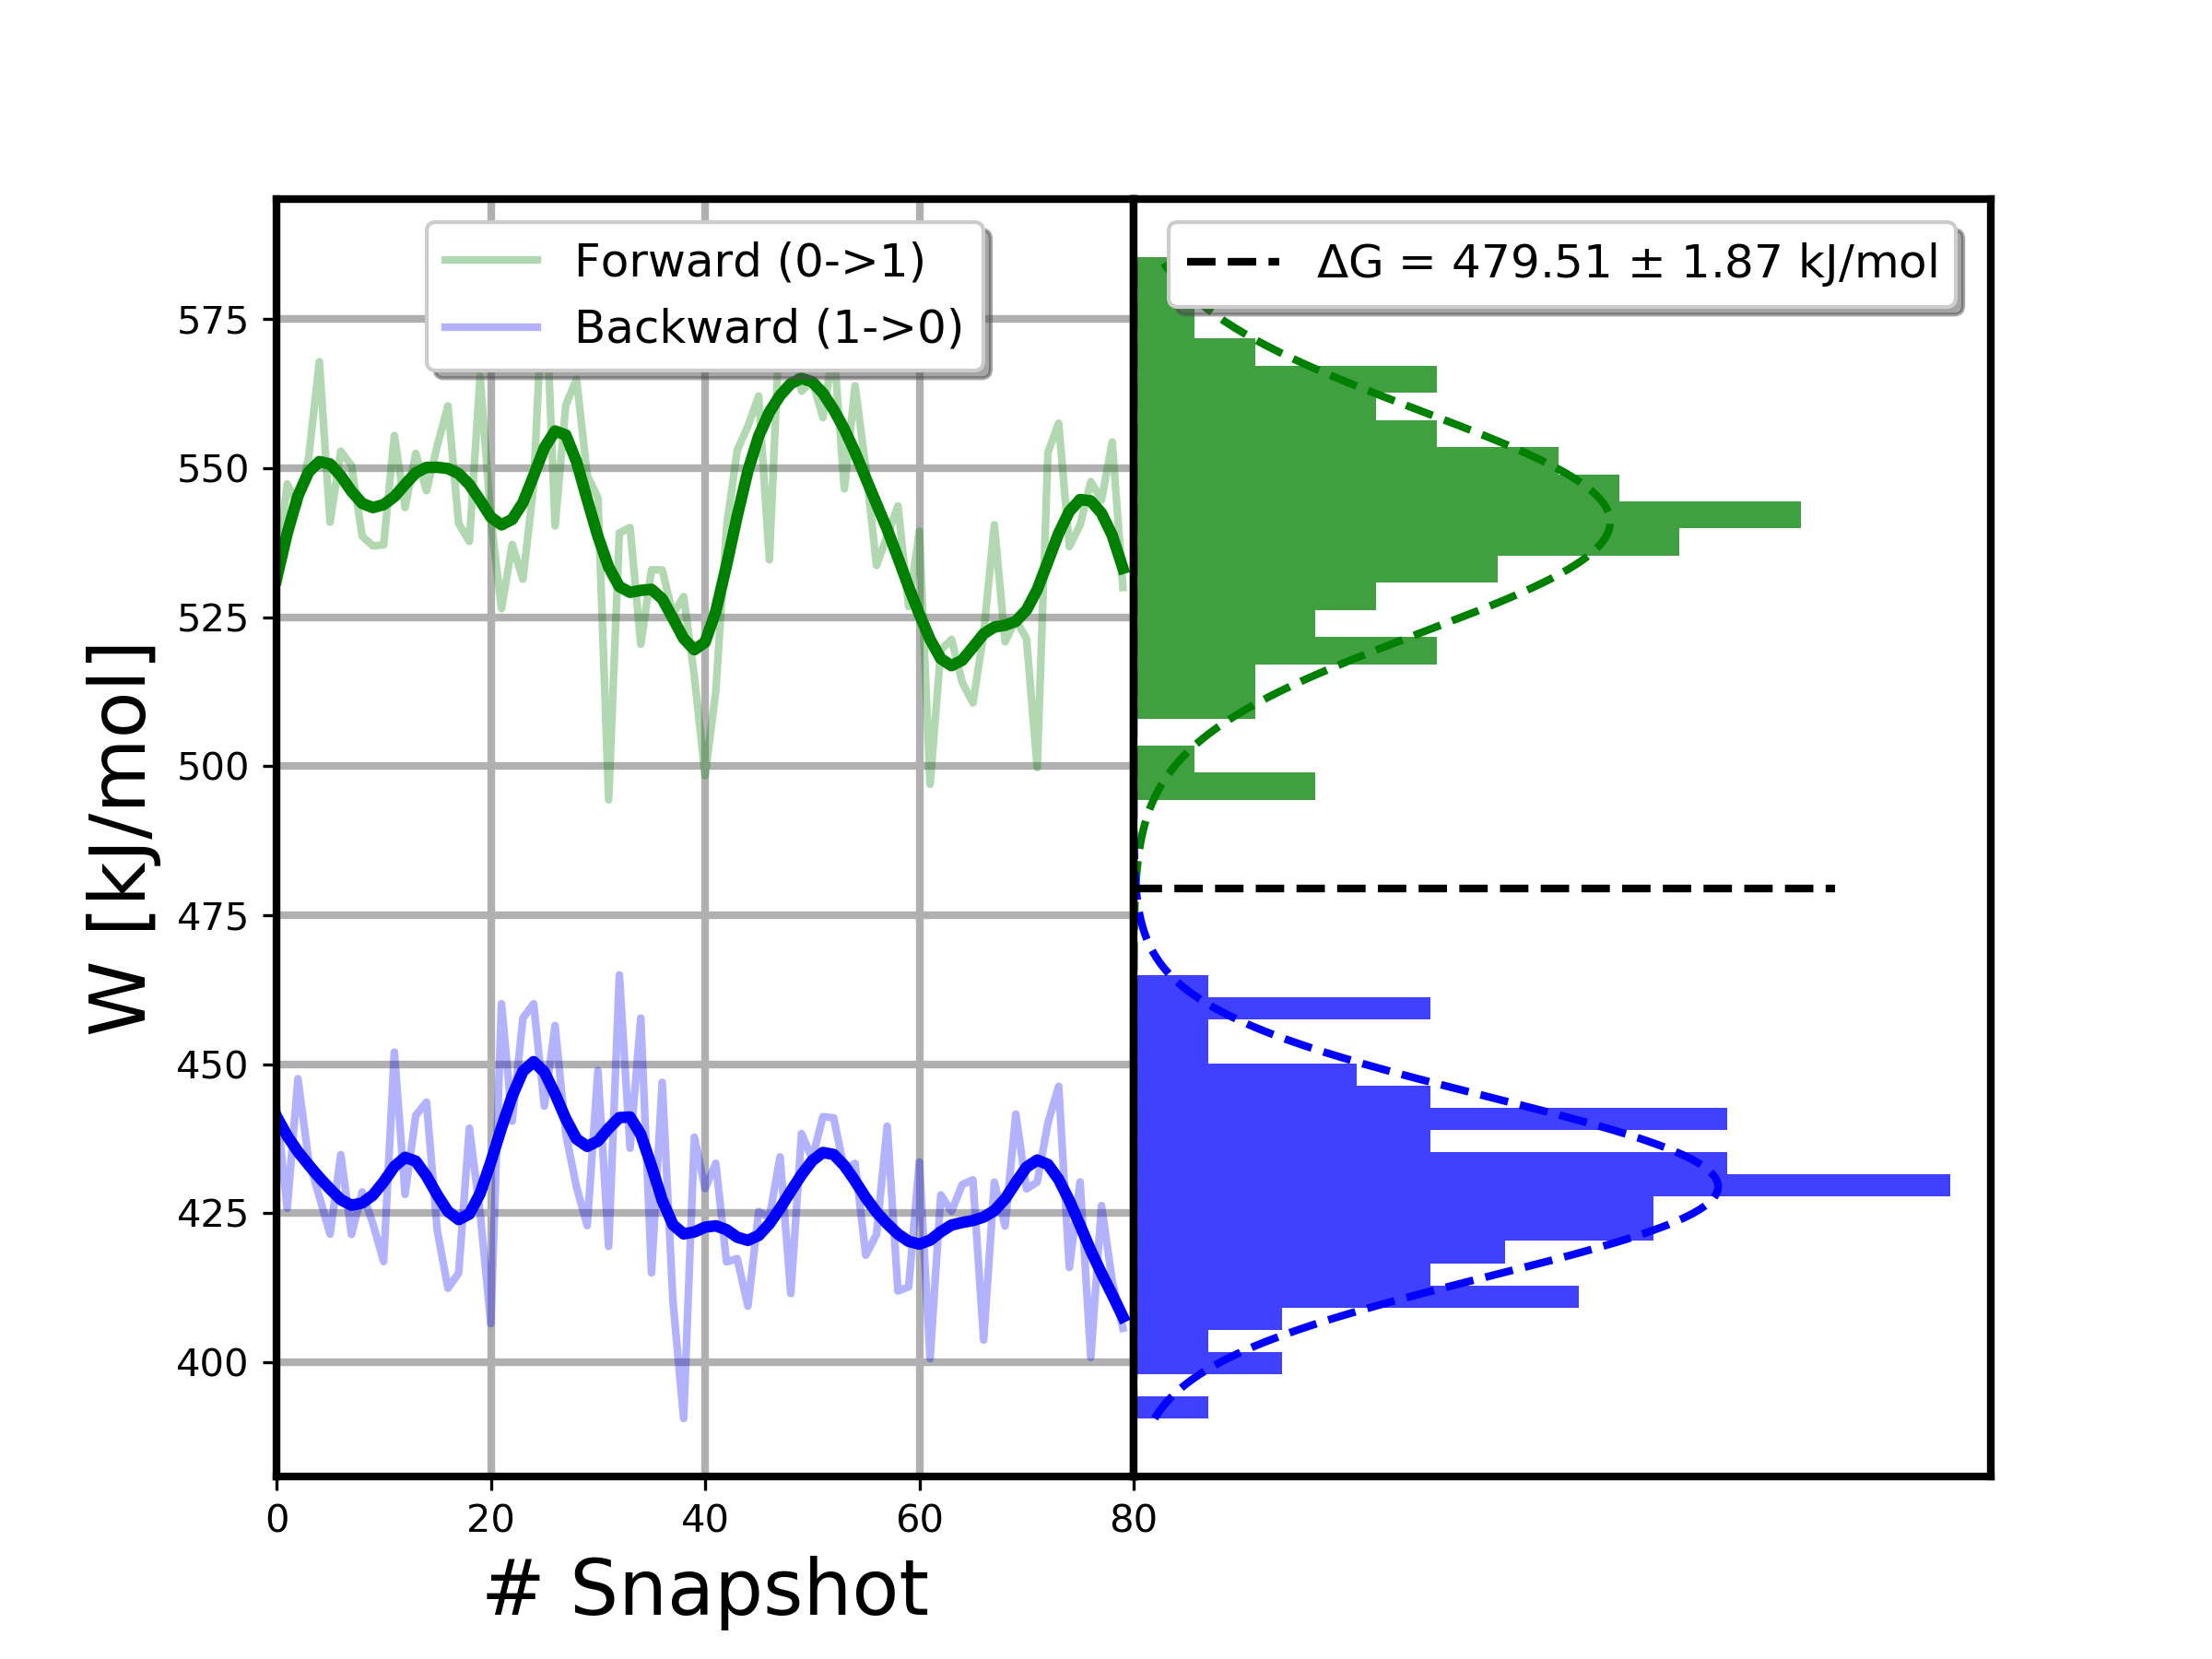 Forward (0->1)
Backward (1->0)
ΔG = 479.51 ± 1.87 kJ/mol
W [kJ/mol]
575
550
525
500
475
450
425
400
0 20 40 60 80
# Snapshot